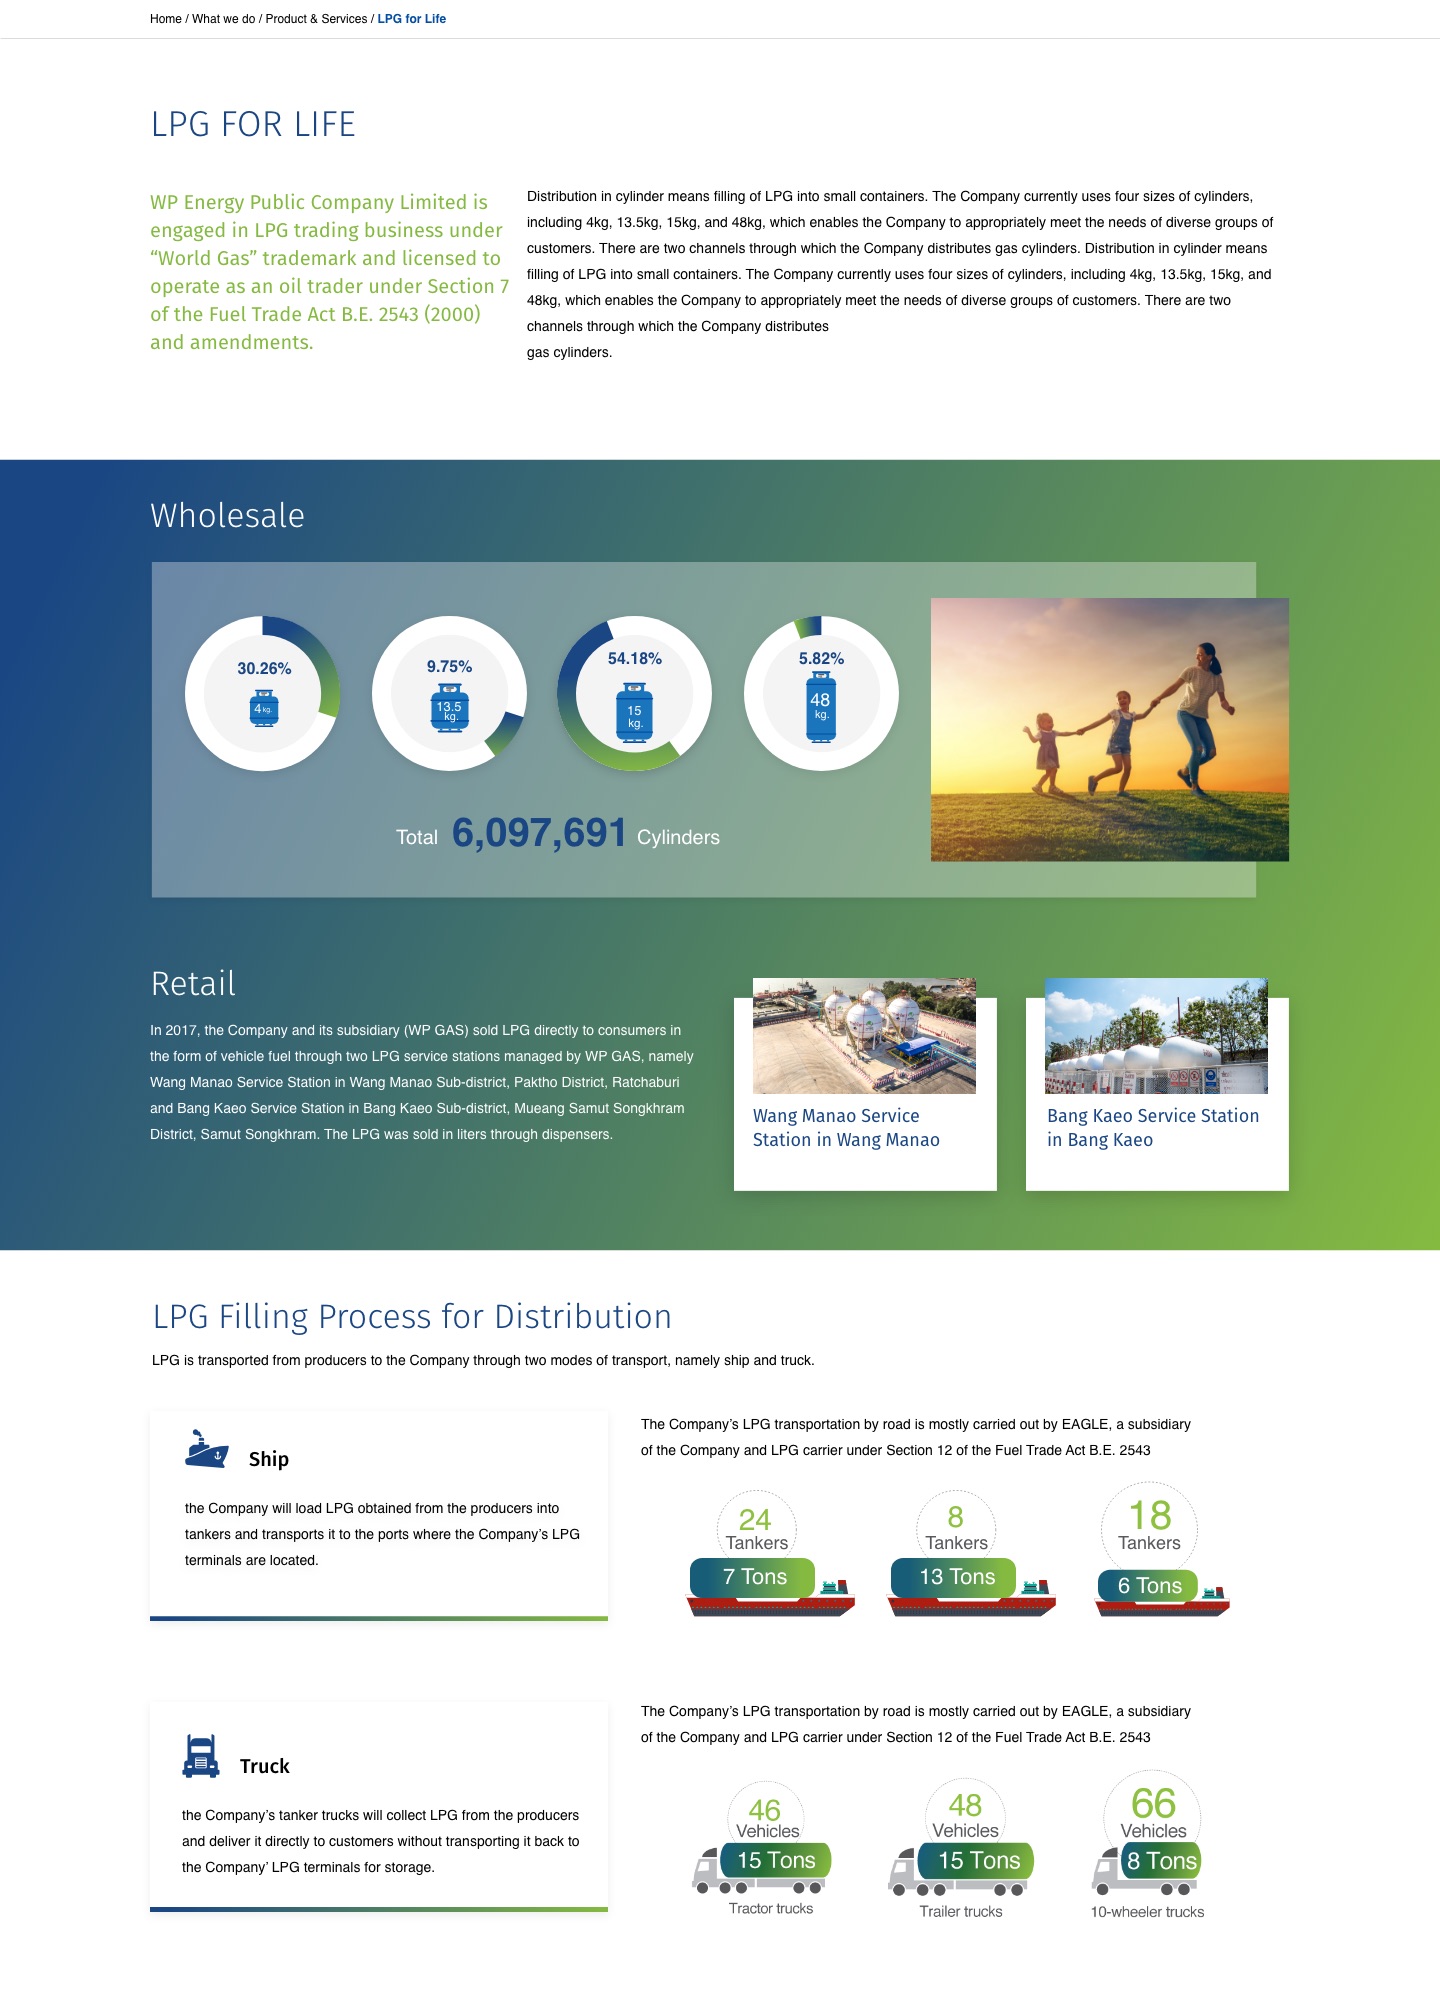 Home / What we do / Product & Services / LPG for Life
LPG FOR LIFE
WP Energy Public Company Limited is
engaged in LPG trading business under
“World Gas” trademark and licensed to
operate as an oil trader under Section 7
of the Fuel Trade Act B.E. 2543 (2000)
and amendments.
Distribution in cylinder means filling of LPG into small containers. The Company currently uses four sizes of cylinders,
including 4kg, 13.5kg, 15kg, and 48kg, which enables the Company to appropriately meet the needs of diverse groups of
customers. There are two channels through which the Company distributes gas cylinders. Distribution in cylinder means
filling of LPG into small containers. The Company currently uses four sizes of cylinders, including 4kg, 13.5kg, 15kg, and
48kg, which enables the Company to appropriately meet the needs of diverse groups of customers. There are two
channels through which the Company distributes
gas cylinders.
Wholesale
30.26%
4 kg.
9.75%
13.5
kg.
54.18%
15
kg.
5.82%
48
kg.
Total 6,097,691 Cylinders
Retail
In 2017, the Company and its subsidiary (WP GAS) sold LPG directly to consumers in
the form of vehicle fuel through two LPG service stations managed by WP GAS, namely
Wang Manao Service Station in Wang Manao Sub-district, Paktho District, Ratchaburi
and Bang Kaeo Service Station in Bang Kaeo Sub-district, Mueang Samut Songkhram
District, Samut Songkhram. The LPG was sold in liters through dispensers.
Wang Manao Service
Station in Wang Manao
Bang Kaeo Service Station
in Bang Kaeo
LPG Filling Process for Distribution
LPG is transported from producers to the Company through two modes of transport, namely ship and truck.
Ship
the Company will load LPG obtained from the producers into
tankers and transports it to the ports where the Company’s LPG
terminals are located.
The Company’s LPG transportation by road is mostly carried out by EAGLE, a subsidiary
of the Company and LPG carrier under Section 12 of the Fuel Trade Act B.E. 2543
24
Tankers
7 Tons
8
Tankers
13 Tons
18
Tankers
6 Tons
Truck
the Company’s tanker trucks will collect LPG from the producers
and deliver it directly to customers without transporting it back to
the Company’ LPG terminals for storage.
The Company’s LPG transportation by road is mostly carried out by EAGLE, a subsidiary
of the Company and LPG carrier under Section 12 of the Fuel Trade Act B.E. 2543
46
Vehicles
15 Tons
Tractor trucks
48
Vehicles
15 Tons
Trailer trucks
66
Vehicles
8 Tons
10-wheeler trucks